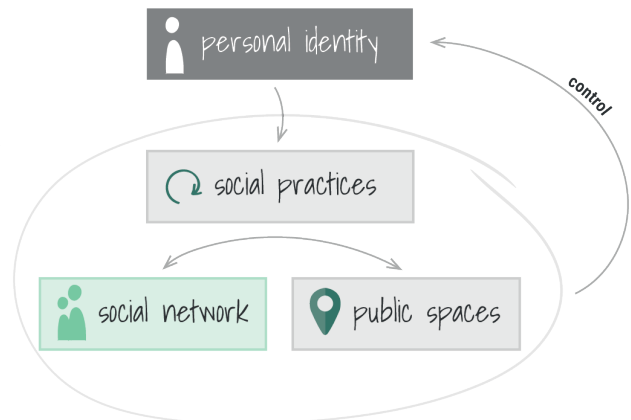 personal identity
control
social practices
social network
public spaces